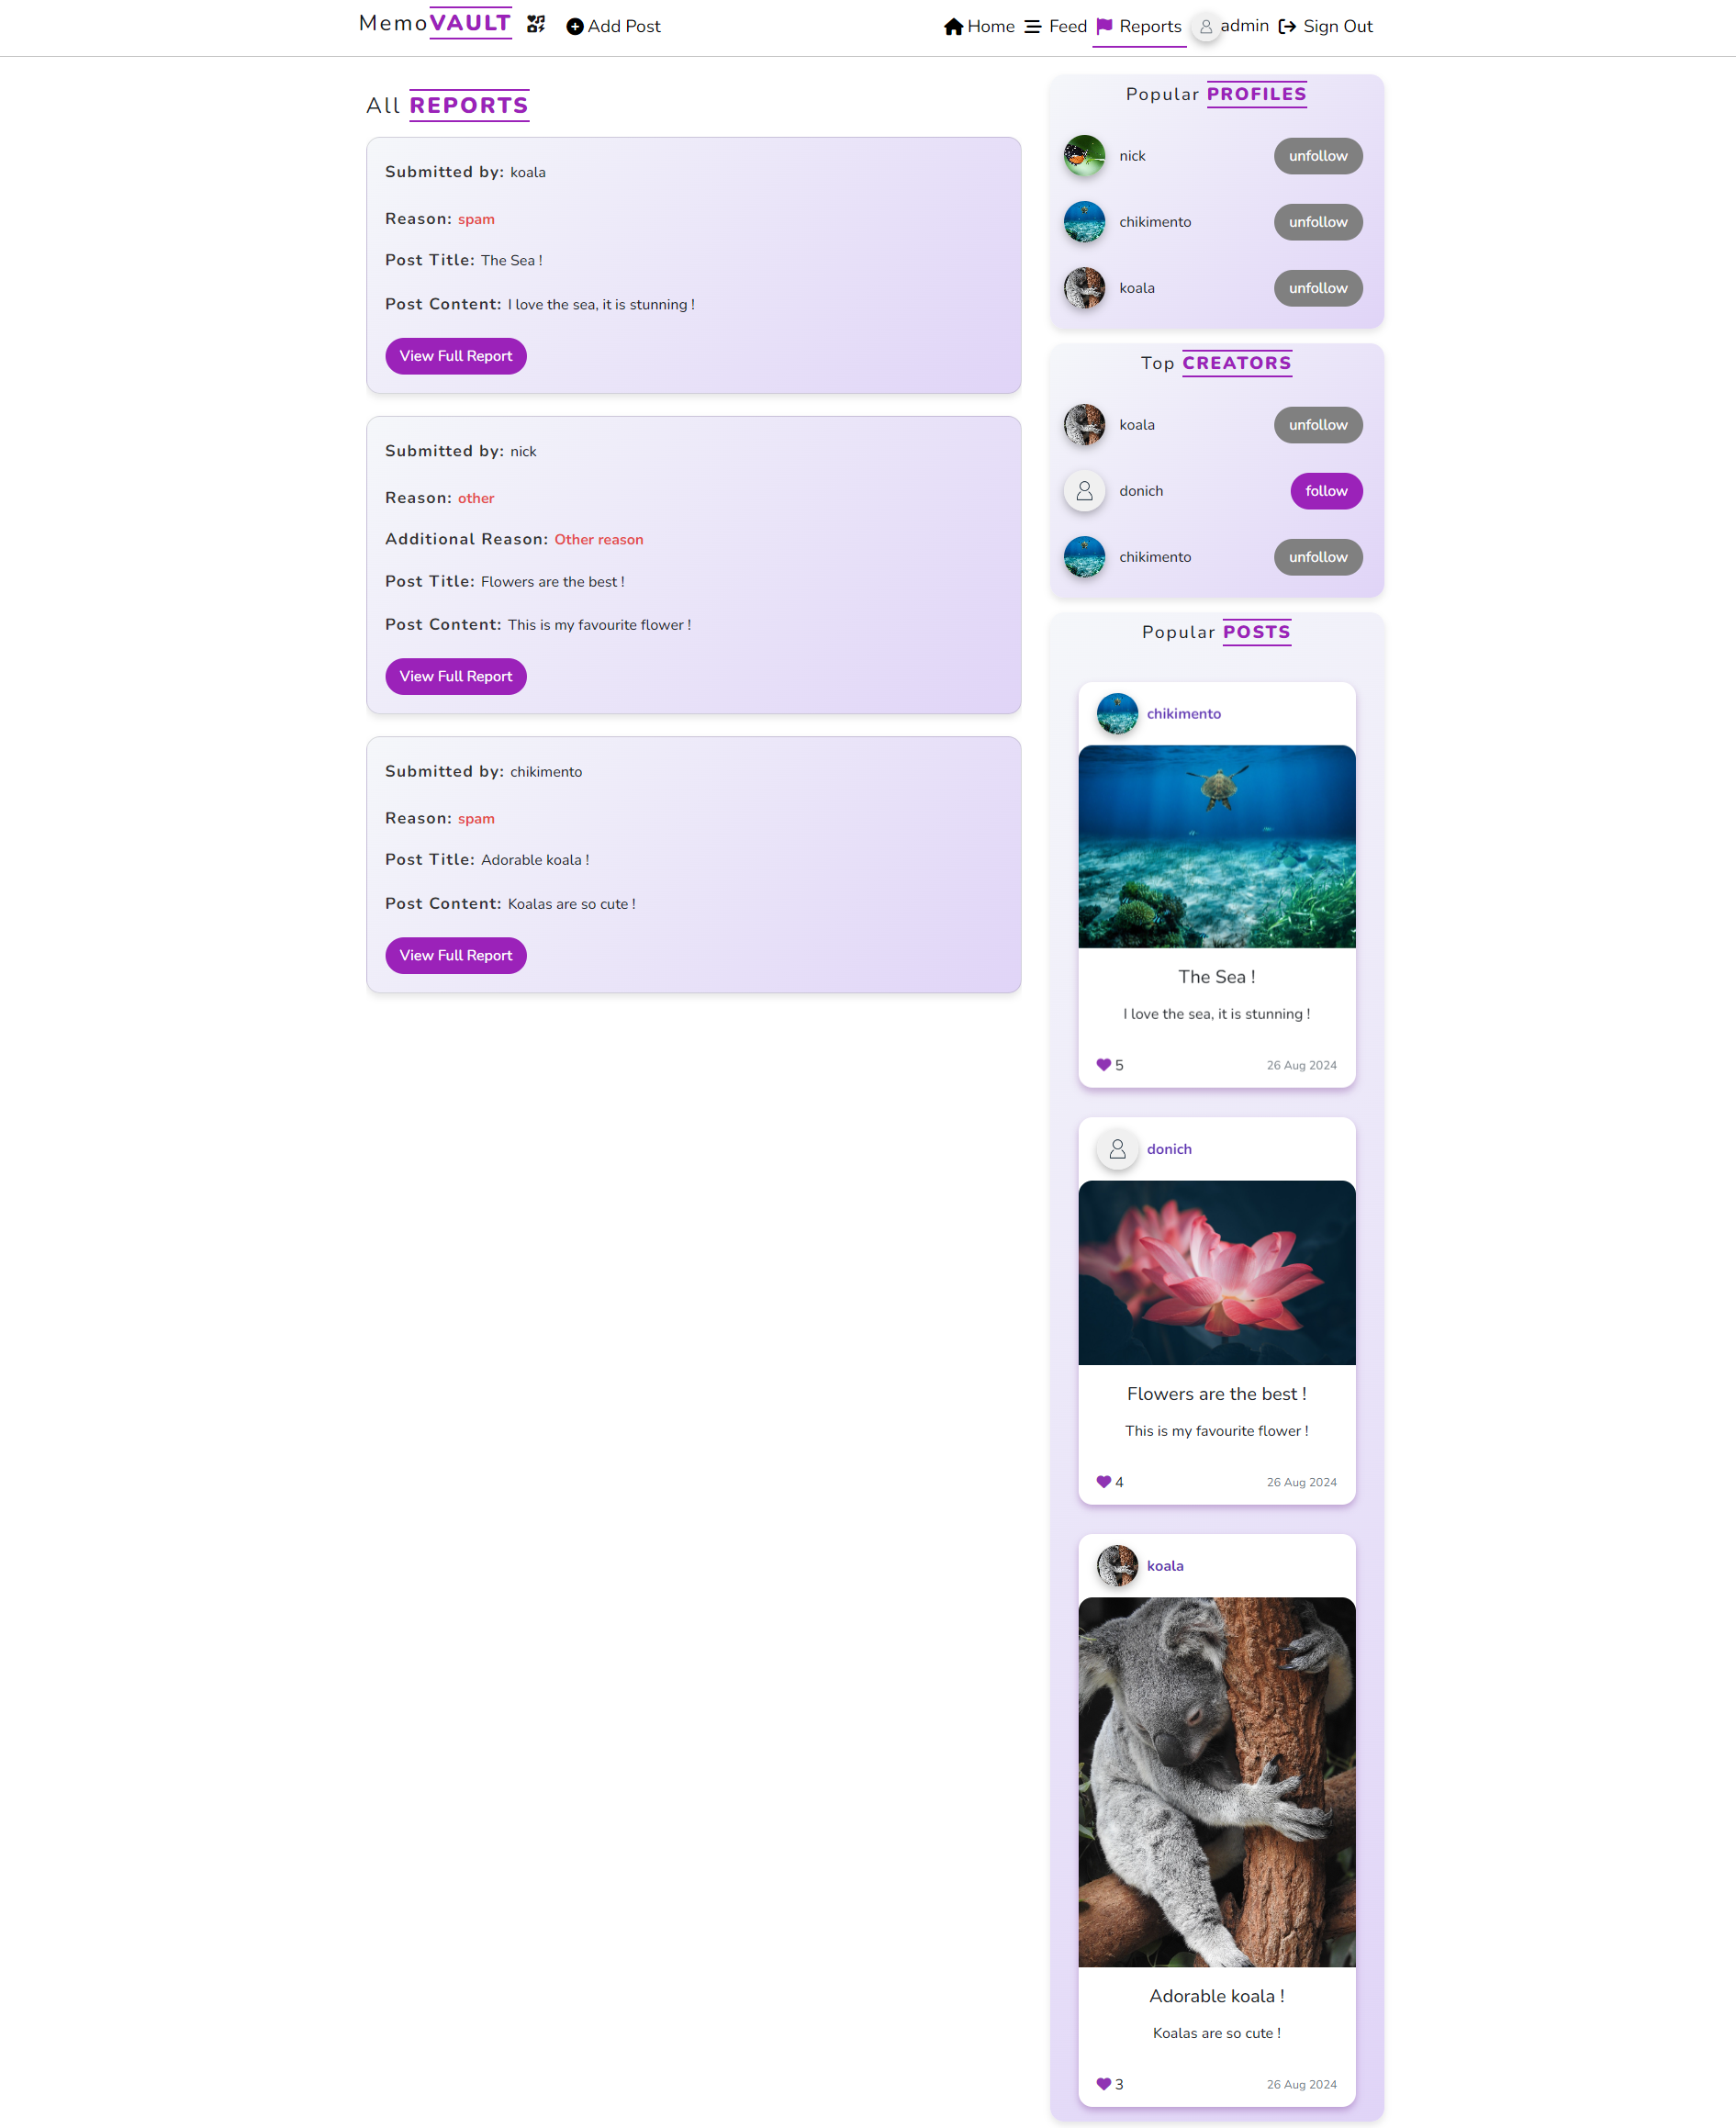 MemoVAULT
Add Post
Home
Feed
Reports
admin
Sign Out
All REPORTS
Submitted by: koala
Reason: spam
Post Title: The Sea !
Post Content: I love the sea, it is stunning !
View Full Report
Submitted by: nick
Reason: other
Additional Reason: Other reason
Post Title: Flowers are the best !
Post Content: This is my favourite flower !
View Full Report
Submitted by: chikimento
Reason: spam
Post Title: Adorable koala !
Post Content: Koalas are so cute !
View Full Report
Popular PROFILES
nick unfollow
chikimento unfollow
koala unfollow
Top CREATORS
koala unfollow
donich follow
chikimento unfollow
Popular POSTS
chikimento
The Sea !
I love the sea, it is stunning !
5 26 Aug 2024
donich
Flowers are the best !
This is my favourite flower !
4 26 Aug 2024
koala
Adorable koala !
Koalas are so cute !
3 26 Aug 2024